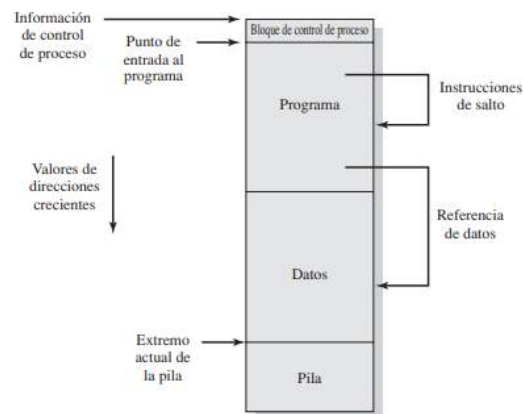 Información
de control
de proceso
Bloque de control de proceso
Punto de
entrada al
programa
Programa
Instrucciones
de salto
Valores de
direcciones
crecientes
Referencia
de datos
Datos
Extremo
actual de
la pila
Pila